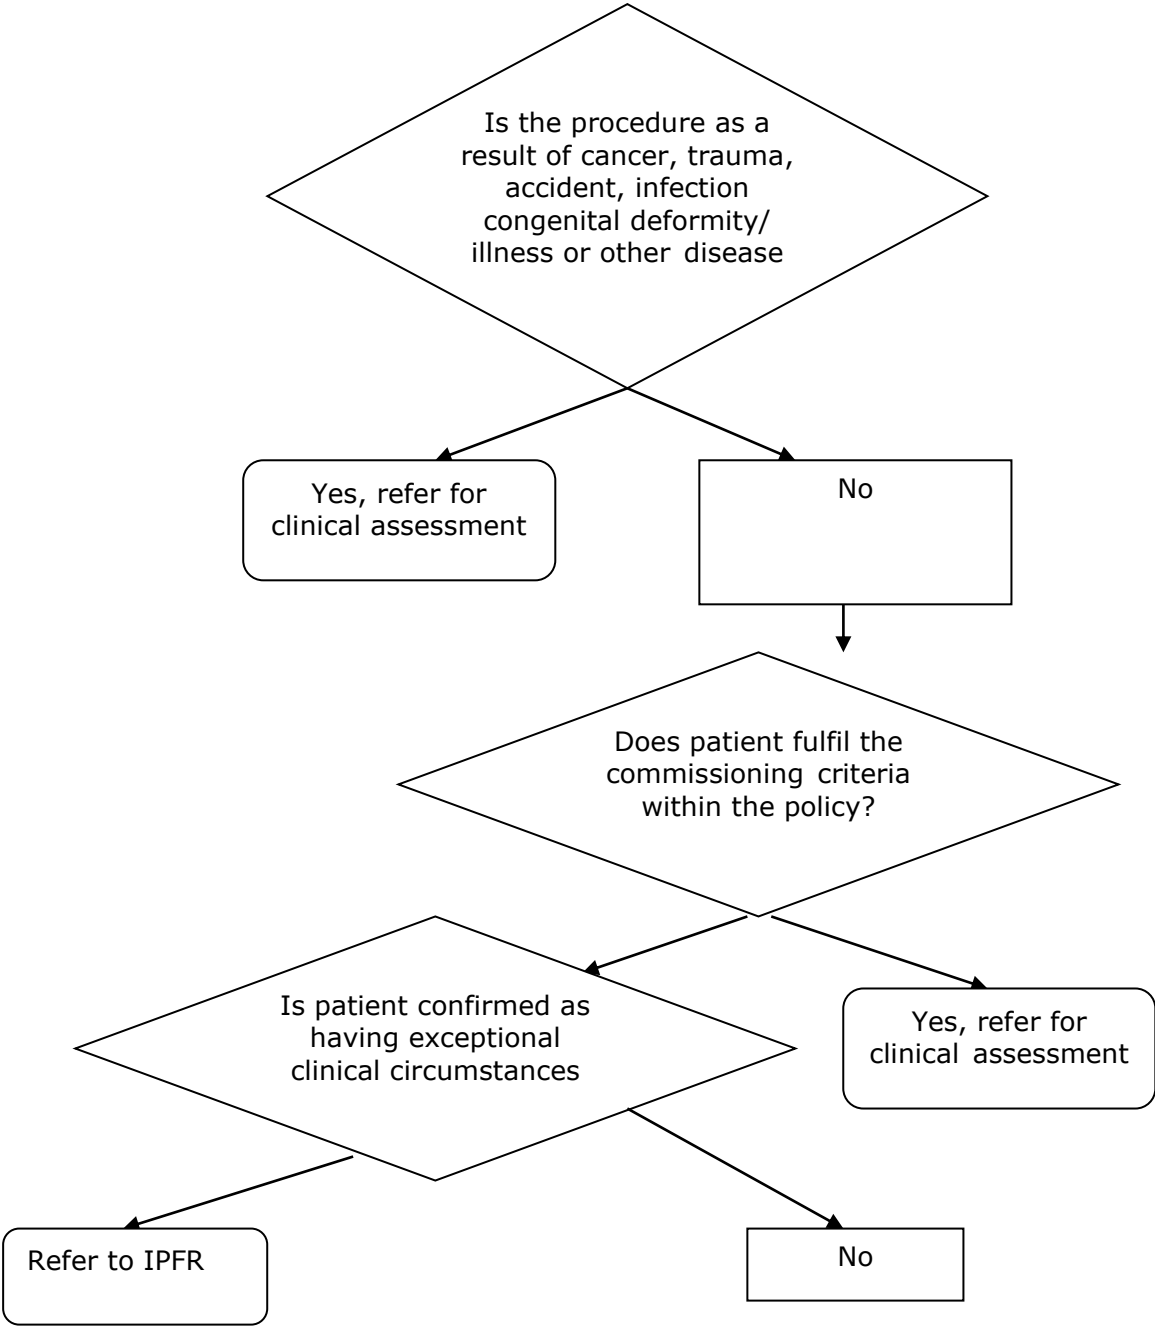 Is the procedure as a
result of cancer, trauma,
accident, infection
congenital deformity/
illness or other disease
Yes, refer for
clinical assessment
No
Does patient fulfil the
commissioning criteria
within the policy?
Is patient confirmed as
having exceptional
clinical circumstances
Yes, refer for
clinical assessment
Refer to IPFR
No